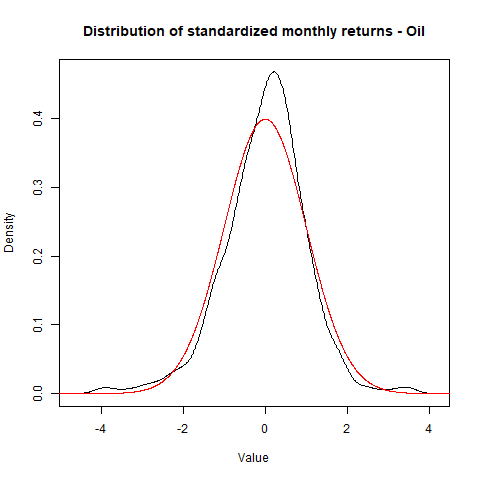 Distribution of standardized monthly returns - Oil
Density
0.4
0.3
0.2
0.1
0.0
-4 -2 0 2 4
Value